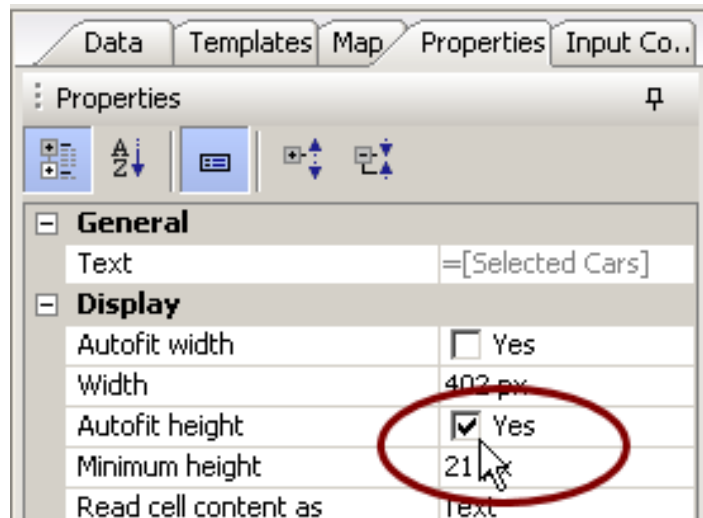 Data Templates Map Properties Input Co..
Properties
General
Text =[Selected Cars]
Display
Autofit width Yes
Width 402 px
Autofit height Yes
Minimum height 21 px
Read cell content as Text